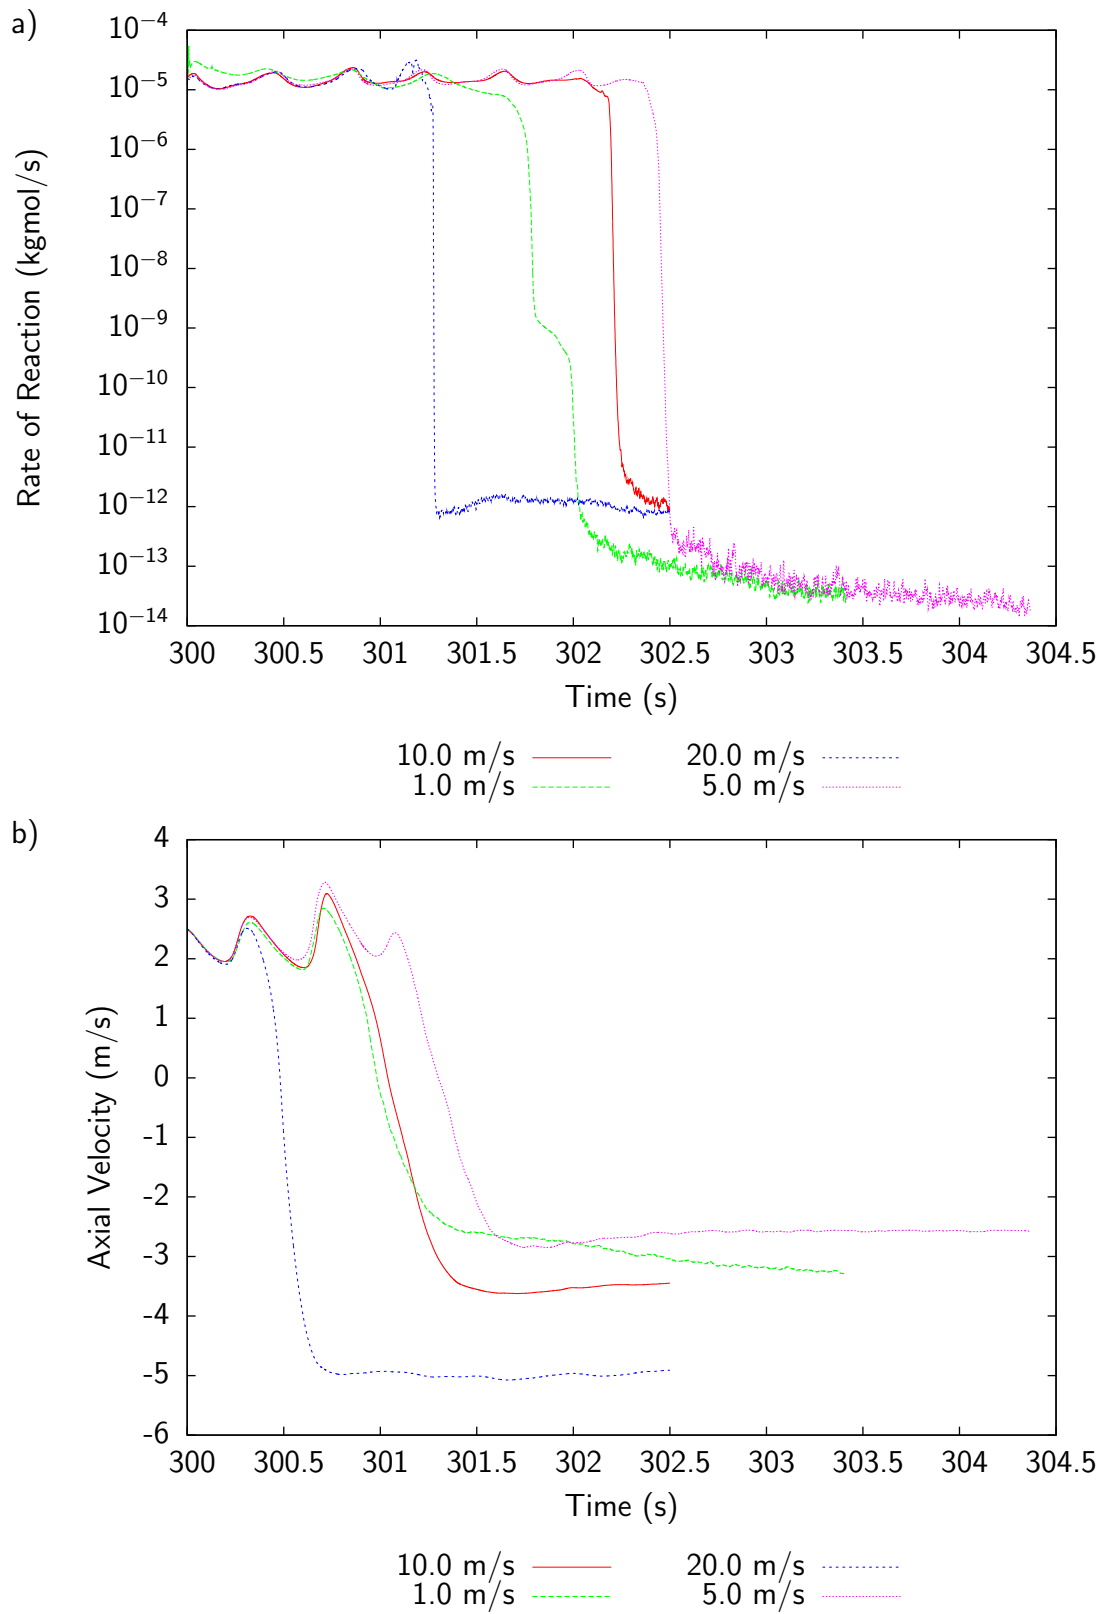 a)
10⁻⁴
10⁻⁵
10⁻⁶
10⁻⁷
10⁻⁸
10⁻⁹
10⁻¹⁰
10⁻¹¹
10⁻¹²
10⁻¹³
10⁻¹⁴
Rate of Reaction (kgmol/s)
300 300.5 301 301.5 302 302.5 303 303.5 304 304.5
Time (s)
10.0 m/s 20.0 m/s
1.0 m/s 5.0 m/s
b)
4
3
2
1
0
-1
-2
-3
-4
-5
-6
Axial Velocity (m/s)
300 300.5 301 301.5 302 302.5 303 303.5 304 304.5
Time (s)
10.0 m/s 20.0 m/s
1.0 m/s 5.0 m/s